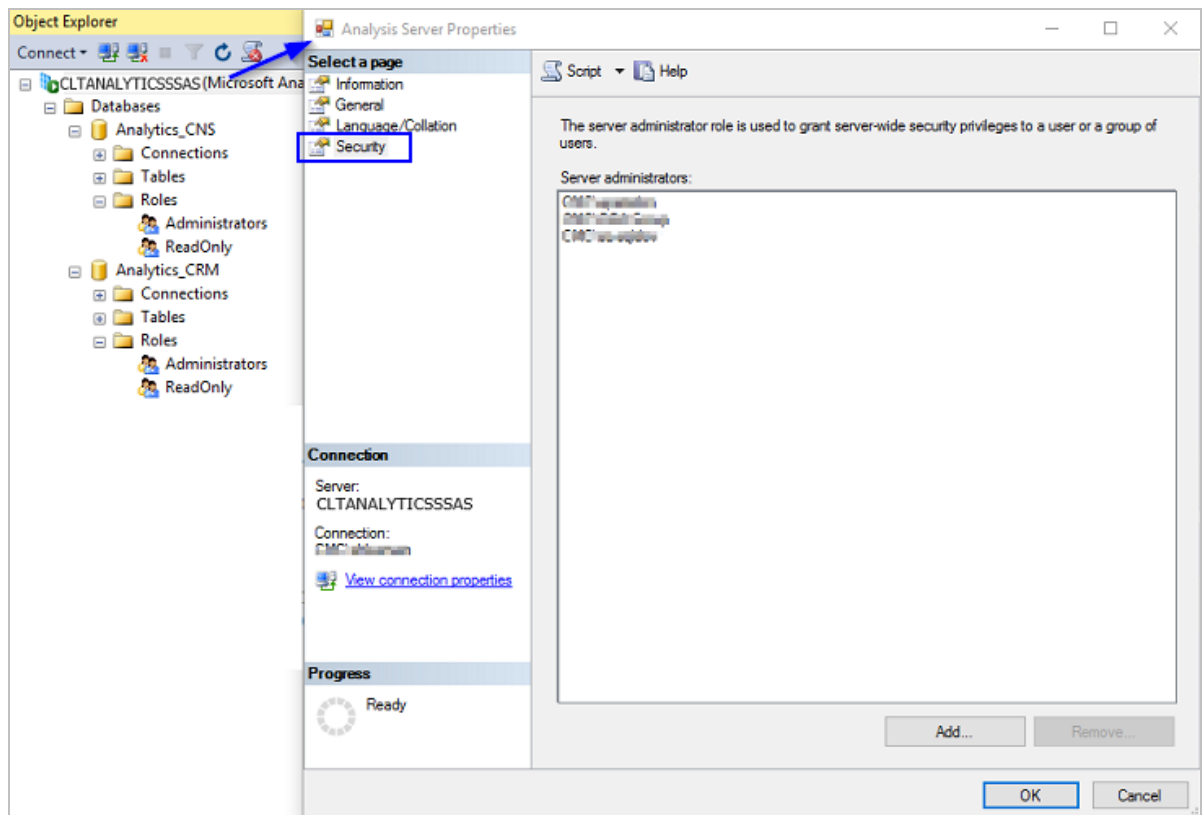 Object Explorer
Connect
CLTANALYTICSSSAS (Microsoft Ana
Databases
Analytics_CNS
Connections
Tables
Roles
Administrators
ReadOnly
Analytics_CRM
Connections
Tables
Roles
Administrators
ReadOnly
Analysis Server Properties
Select a page
Information
General
Language/Collation
Security
Connection
Server:
CLTANALYTICSSSAS
Connection:
View connection properties
Progress
Ready
Script
Help
The server administrator role is used to grant server-wide security privileges to a user or a group of
users.
Server administrators:
Add...
Remove...
OK
Cancel